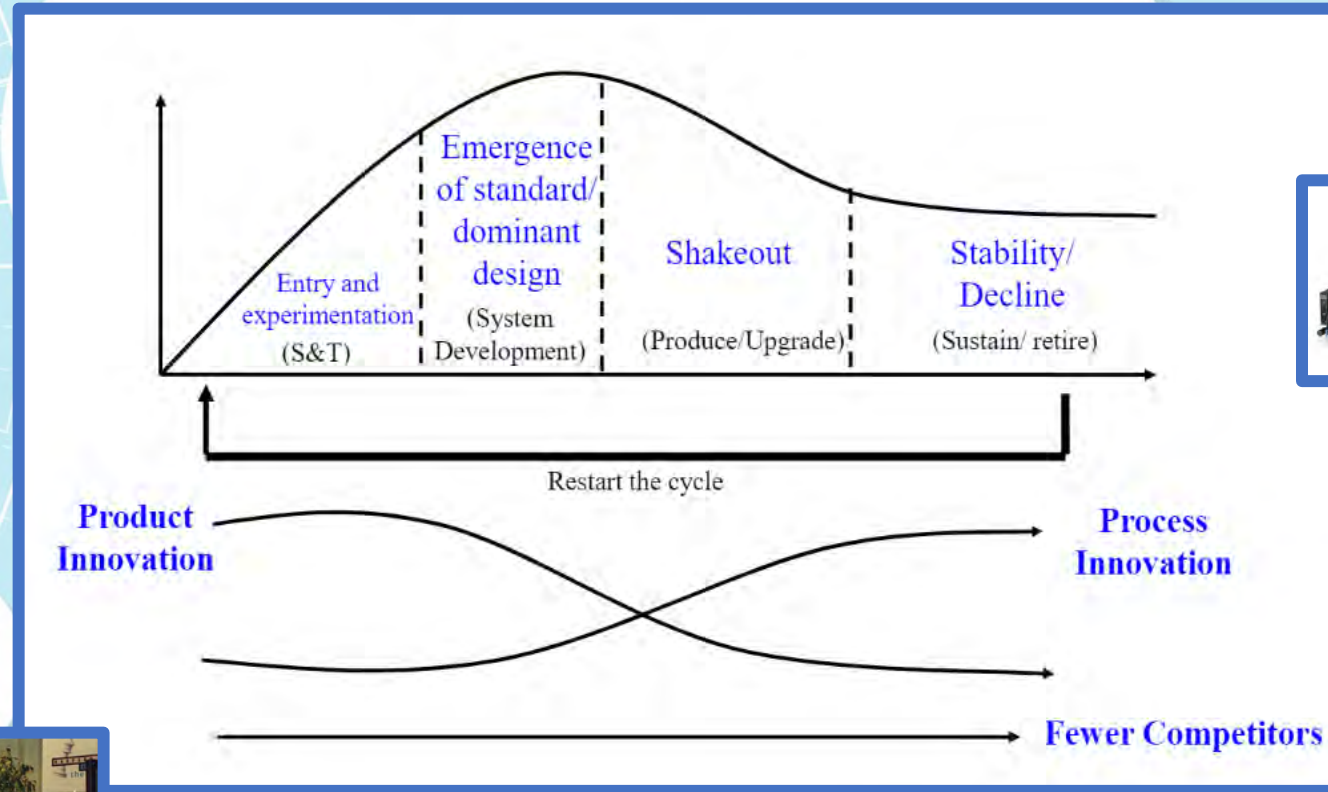 Entry and
experimentation
(S&T)
Emergence
of standard/
dominant
design
(System
Development)
Shakeout
(Produce/Upgrade)
Stability/
Decline
(Sustain/ retire)
Restart the cycle
Product
Innovation
Process
Innovation
Fewer Competitors